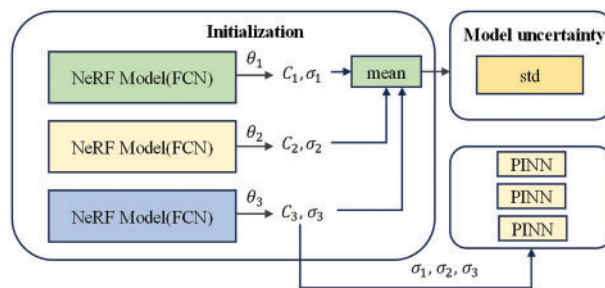 Initialization
NeRF Model(FCN)
θ₁
C₁, σ₁
mean
NeRF Model(FCN)
θ₂
C₂, σ₂
NeRF Model(FCN)
θ₃
C₃, σ₃
Model uncertainty
std
PINN
PINN
PINN
σ₁, σ₂, σ₃